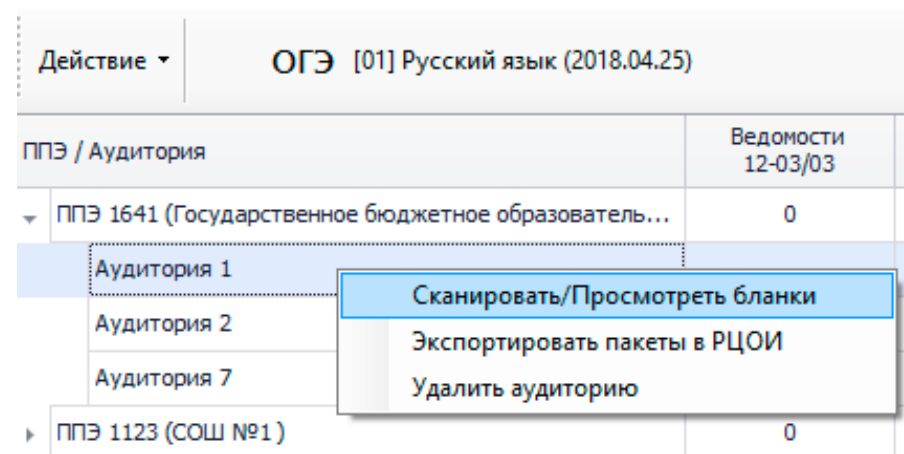 Действие
ОГЭ [01] Русский язык (2018.04.25)
ППЭ / Аудитория
Ведомости
12-03/03
ППЭ 1641 (Государственное бюджетное образователь...
0
Аудитория 1
Сканировать/Просмотреть бланки
Аудитория 2
Экспортировать пакеты в РЦОИ
Аудитория 7
Удалить аудиторию
ППЭ 1123 (СОШ №1)
0